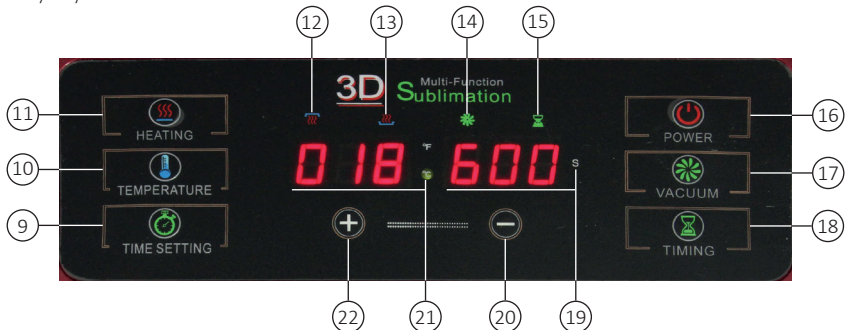 12 13 14 15
3D Multi-Function
Sublimation
11 HEATING
16 POWER
10 TEMPERATURE
17 VACUUM
9 TIME SETTING
18 TIMING
018 °F °C 600 S
+ −
22 21 20 19